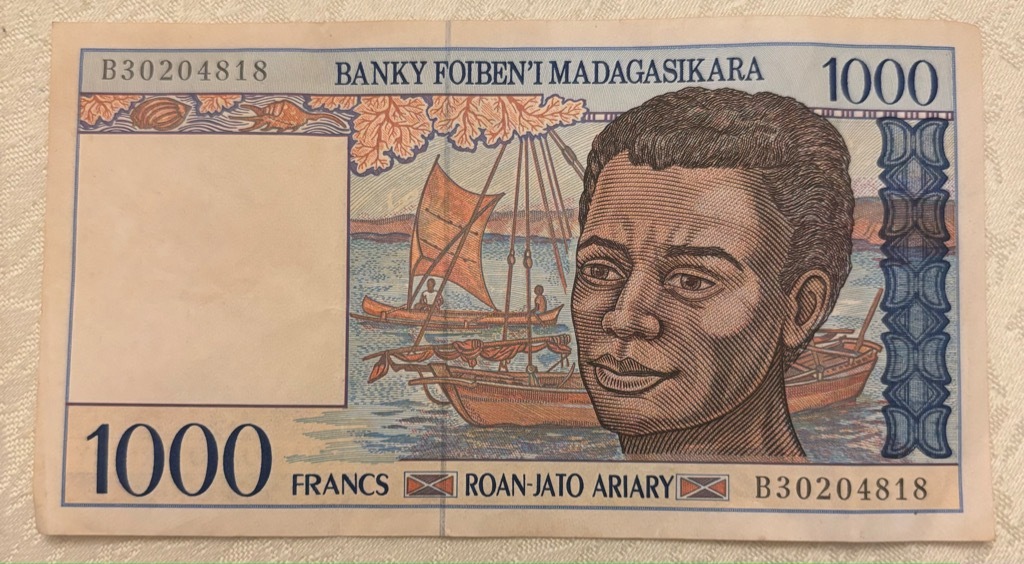 B30204818 BANKY FOIBEN'I MADAGASIKARA 1000
1000 FRANCS ROAN-JATO ARIARY B30204818